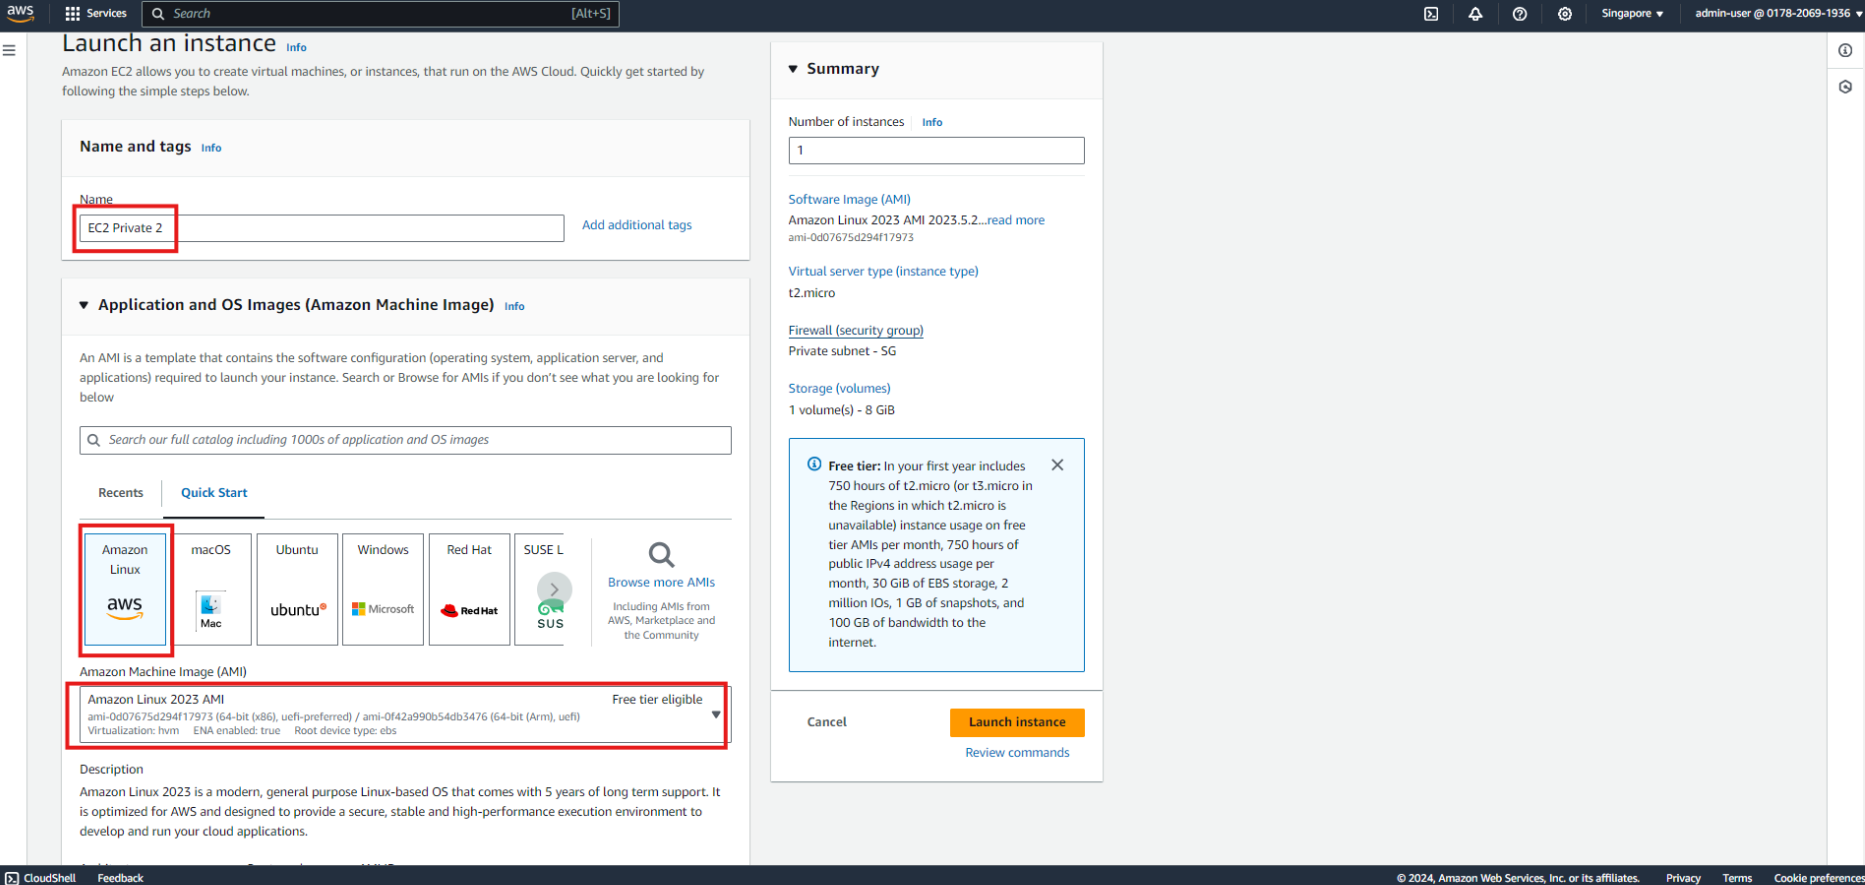 aws
Services
Search [Alt+S]
Singapore
admin-user @ 0178-2069-1936
Launch an instance Info
Amazon EC2 allows you to create virtual machines, or instances, that run on the AWS Cloud. Quickly get started by
following the simple steps below.
Name and tags Info
Name
EC2 Private 2
Add additional tags
Application and OS Images (Amazon Machine Image) Info
An AMI is a template that contains the software configuration (operating system, application server, and
applications) required to launch your instance. Search or Browse for AMIs if you don't see what you are looking for
below
Search our full catalog including 1000s of application and OS images
Recents
Quick Start
Amazon
Linux
aws
macOS
Mac
Ubuntu
ubuntu
Windows
Microsoft
Red Hat
Red Hat
SUSE L
SUS
Browse more AMIs
Including AMIs from
AWS, Marketplace and
the Community
Amazon Machine Image (AMI)
Amazon Linux 2023 AMI Free tier eligible
ami-0d07675d294f17973 (64-bit (x86), uefi-preferred) / ami-0f42a990b54db3476 (64-bit (Arm), uefi)
Virtualization: hvm ENA enabled: true Root device type: ebs
Description
Amazon Linux 2023 is a modern, general purpose Linux-based OS that comes with 5 years of long term support. It
is optimized for AWS and designed to provide a secure, stable and high-performance execution environment to
develop and run your cloud applications.
Summary
Number of instances Info
1
Software Image (AMI)
Amazon Linux 2023 AMI 2023.5.2...read more
ami-0d07675d294f17973
Virtual server type (instance type)
t2.micro
Firewall (security group)
Private subnet - SG
Storage (volumes)
1 volume(s) - 8 GiB
Free tier: In your first year includes
750 hours of t2.micro (or t3.micro in
the Regions in which t2.micro is
unavailable) instance usage on free
tier AMIs per month, 750 hours of
public IPv4 address usage per
month, 30 GiB of EBS storage, 2
million IOs, 1 GB of snapshots, and
100 GB of bandwidth to the
internet.
Cancel
Launch instance
Review commands
CloudShell Feedback
© 2024, Amazon Web Services, Inc. or its affiliates. Privacy Terms Cookie preferences